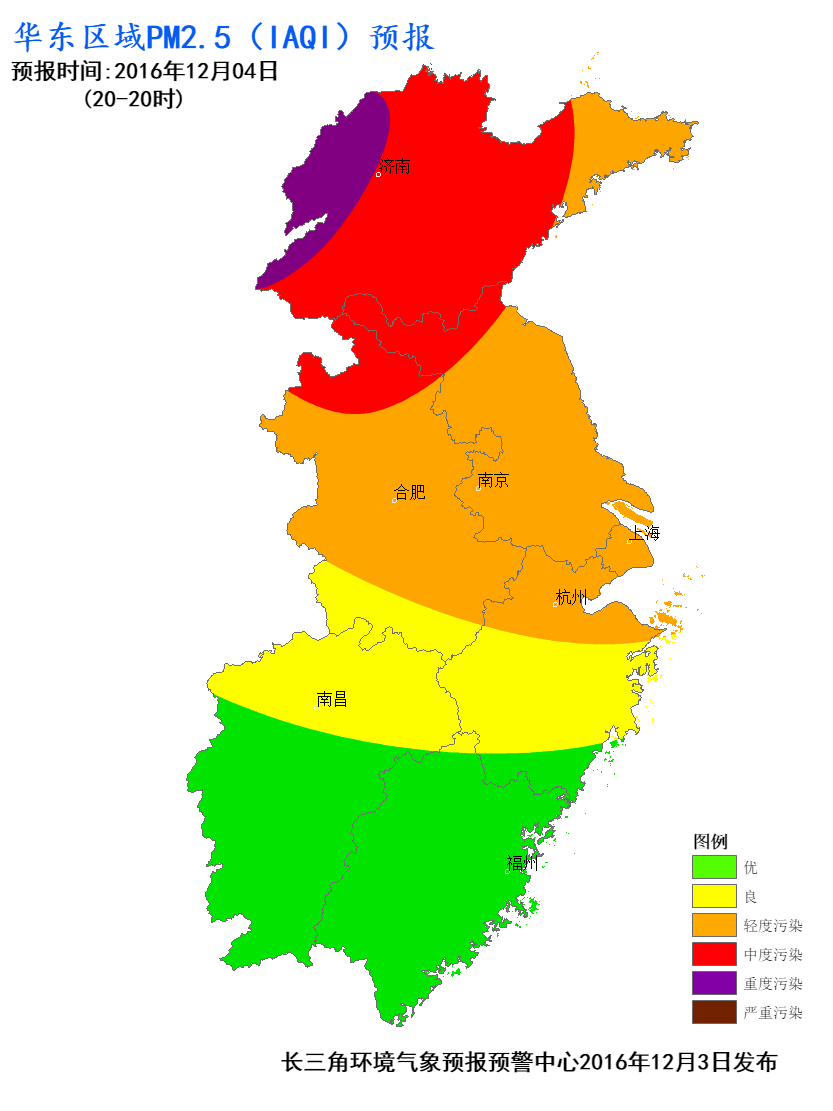 华东区域PM2.5（IAQI）预报
预报时间:2016年12月04日
(20-20时)
济南
合肥
南京
上海
杭州
南昌
福州
图例
优
良
轻度污染
中度污染
重度污染
严重污染
长三角环境气象预报预警中心2016年12月3日发布